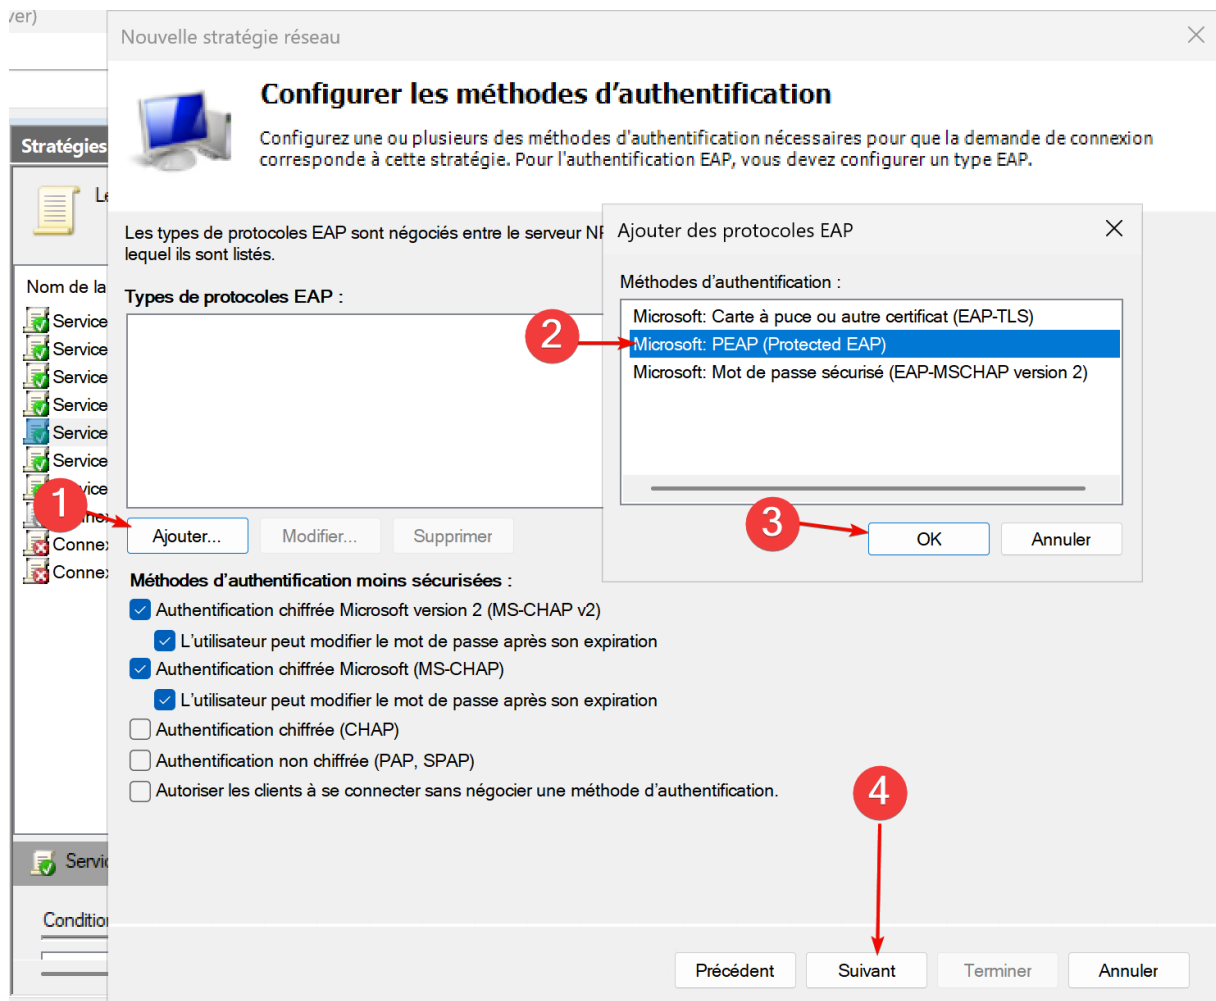 ver)
Nouvelle stratégie réseau
Configurer les méthodes d'authentification
Configurez une ou plusieurs des méthodes d'authentification nécessaires pour que la demande de connexion
corresponde à cette stratégie. Pour l'authentification EAP, vous devez configurer un type EAP.
Stratégies
Le
Les types de protocoles EAP sont négociés entre le serveur NP
lequel ils sont listés.
Types de protocoles EAP :
Ajouter des protocoles EAP
Méthodes d'authentification :
Microsoft: Carte à puce ou autre certificat (EAP-TLS)
2
Microsoft: PEAP (Protected EAP)
Microsoft: Mot de passe sécurisé (EAP-MSCHAP version 2)
3
OK
Annuler
Nom de la
Service
Service
Service
Service
Service
Service
vice
Connex
Connex
1
Ajouter...
Modifier...
Supprimer
Méthodes d'authentification moins sécurisées :
Authentification chiffrée Microsoft version 2 (MS-CHAP v2)
L'utilisateur peut modifier le mot de passe après son expiration
Authentification chiffrée Microsoft (MS-CHAP)
L'utilisateur peut modifier le mot de passe après son expiration
Authentification chiffrée (CHAP)
Authentification non chiffrée (PAP, SPAP)
Autoriser les clients à se connecter sans négocier une méthode d'authentification.
4
Servic
Condition
Précédent
Suivant
Terminer
Annuler